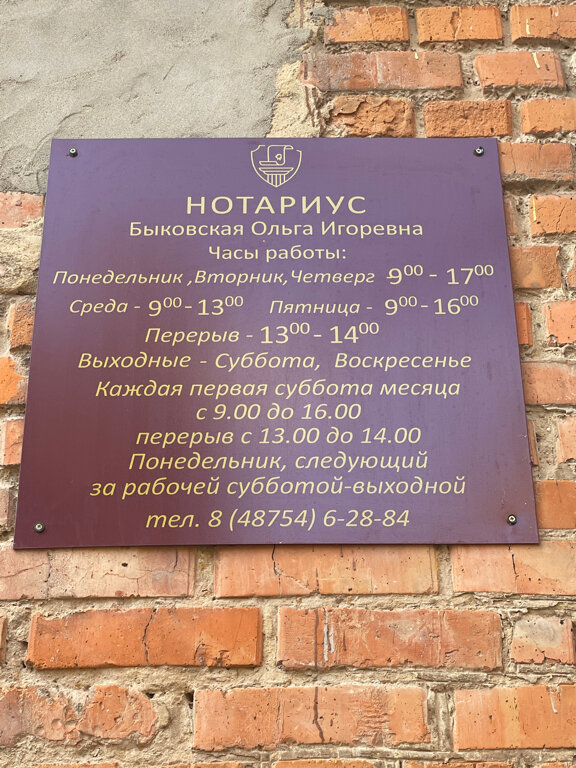 НОТАРИУС
Быковская Ольга Игоревна
Часы работы:
Понедельник ,Вторник,Четверг - 9⁰⁰ - 17⁰⁰
Среда - 9⁰⁰ - 13⁰⁰ Пятница - 9⁰⁰ - 16⁰⁰
Перерыв - 13⁰⁰ - 14⁰⁰
Выходные - Суббота, Воскресенье
Каждая первая суббота месяца
с 9.00 до 16.00
перерыв с 13.00 до 14.00
Понедельник, следующий
за рабочей субботой-выходной
тел. 8 (48754) 6-28-84